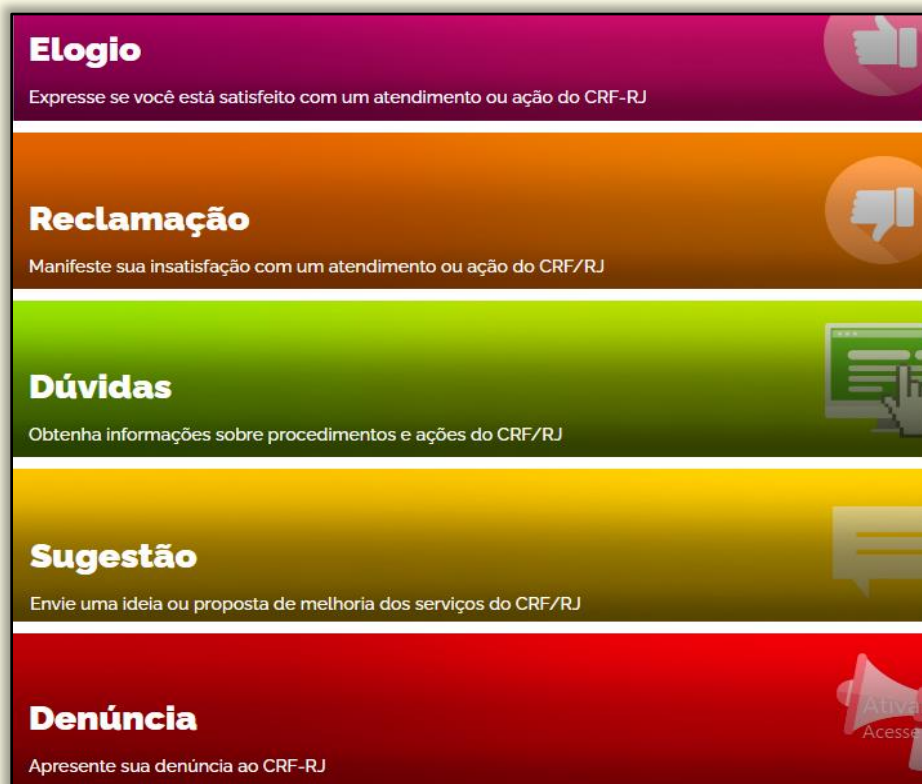 Elogio
Expresse se você está satisfeito com um atendimento ou ação do CRF-RJ
Reclamação
Manifeste sua insatisfação com um atendimento ou ação do CRF/RJ
Dúvidas
Obtenha informações sobre procedimentos e ações do CRF/RJ
Sugestão
Envie uma ideia ou proposta de melhoria dos serviços do CRF/RJ
Ativa
Acesse
Denúncia
Apresente sua denúncia ao CRF-RJ